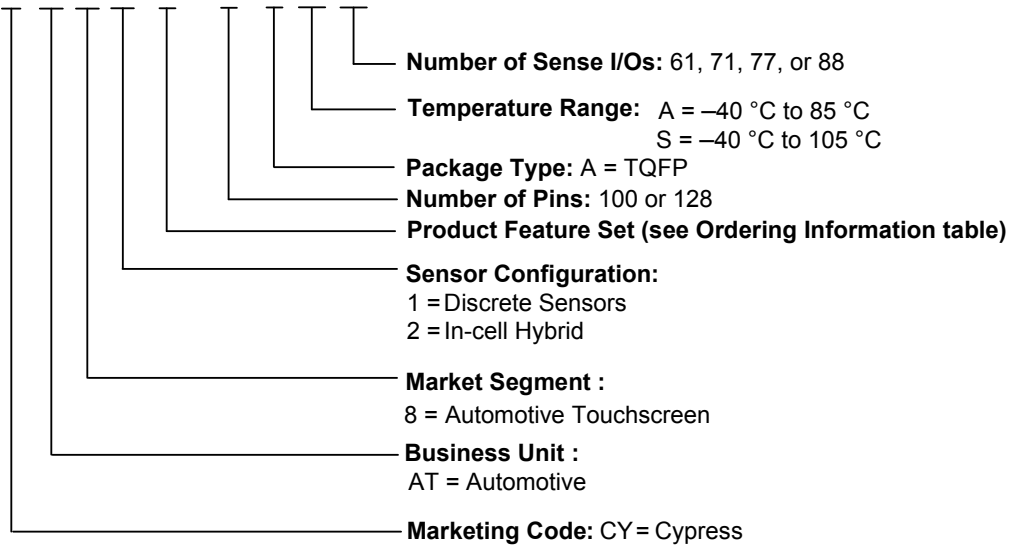 Number of Sense I/Os: 61, 71, 77, or 88
Temperature Range: A = –40 °C to 85 °C
S = –40 °C to 105 °C
Package Type: A = TQFP
Number of Pins: 100 or 128
Product Feature Set (see Ordering Information table)
Sensor Configuration:
1 = Discrete Sensors
2 = In-cell Hybrid
Market Segment :
8 = Automotive Touchscreen
Business Unit :
AT = Automotive
Marketing Code: CY = Cypress